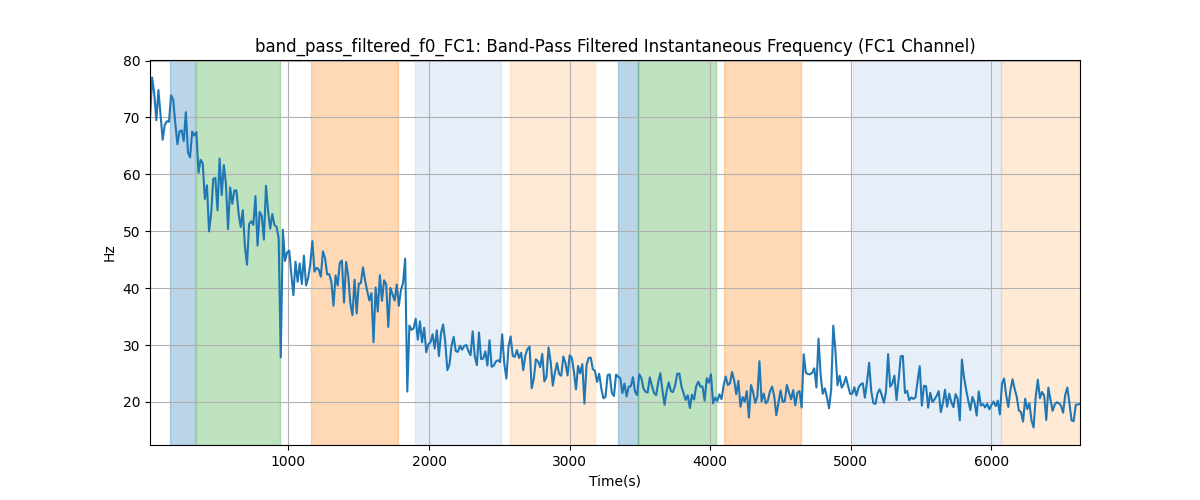 band_pass_filtered_f0_FC1: Band-Pass Filtered Instantaneous Frequency (FC1 Channel)
80
70
60
50
40
30
20
Hz
1000 2000 3000 4000 5000 6000
Time(s)